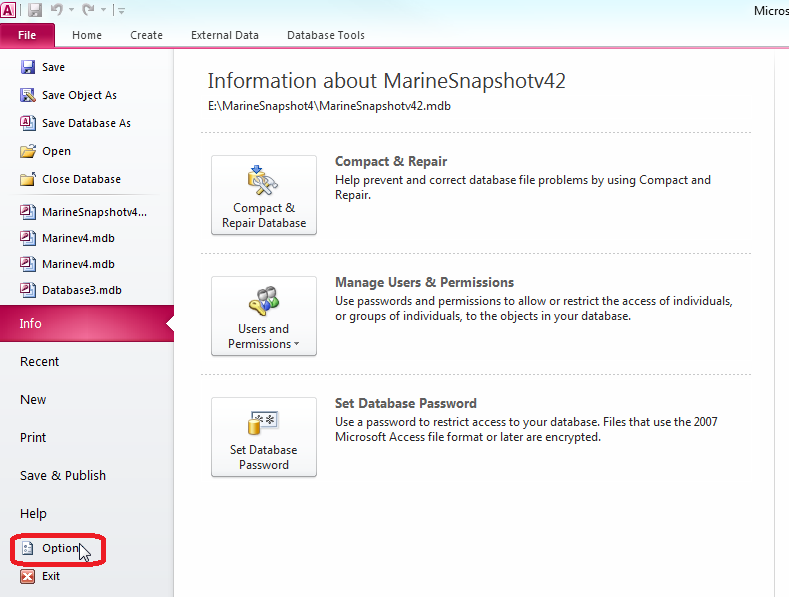 A
Micros
File Home Create External Data Database Tools
Save
Save Object As
Save Database As
Open
Close Database
MarineSnapshotv4...
Marinev4.mdb
Marinev4.mdb
Database3.mdb
Info
Recent
New
Print
Save & Publish
Help
Option
Exit
Information about MarineSnapshotv42
E:\MarineSnapshot4\MarineSnapshotv42.mdb
Compact &
Repair Database
Compact & Repair
Help prevent and correct database file problems by using Compact and
Repair.
Users and
Permissions
Manage Users & Permissions
Use passwords and permissions to allow or restrict the access of individuals,
or groups of individuals, to the objects in your database.
Set Database
Password
Set Database Password
Use a password to restrict access to your database. Files that use the 2007
Microsoft Access file format or later are encrypted.